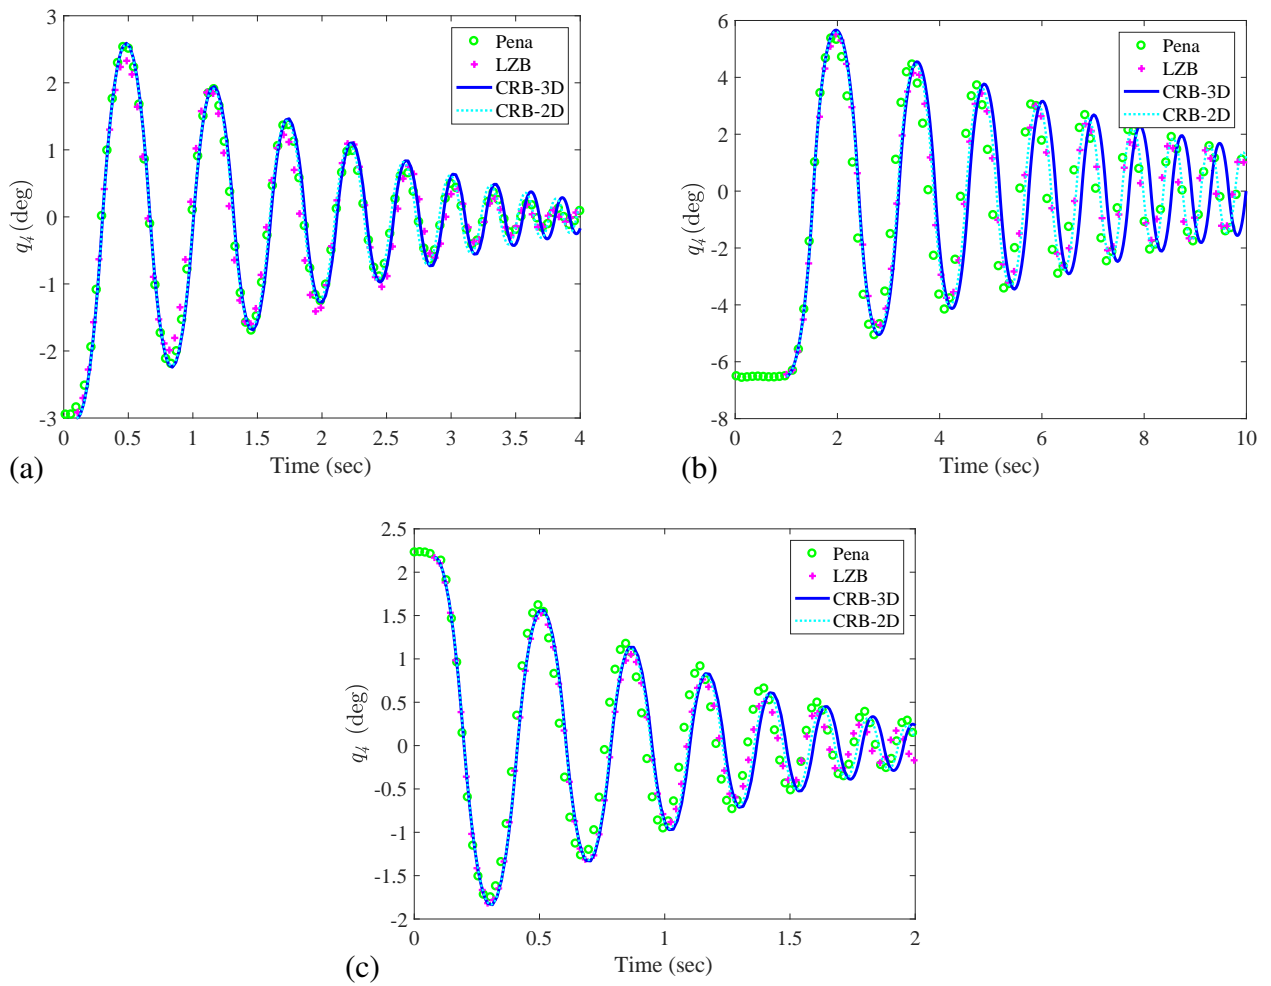 3
2
1
0
-1
-2
-3
q4 (deg)
0 0.5 1 1.5 2 2.5 3 3.5 4
Time (sec)
Pena
LZB
CRB-3D
CRB-2D
(a)
6
4
2
0
-2
-4
-6
-8
q4 (deg)
0 2 4 6 8 10
Time (sec)
Pena
LZB
CRB-3D
CRB-2D
(b)
2.5
2
1.5
1
0.5
0
-0.5
-1
-1.5
-2
q4 (deg)
0 0.5 1 1.5 2
Time (sec)
Pena
LZB
CRB-3D
CRB-2D
(c)